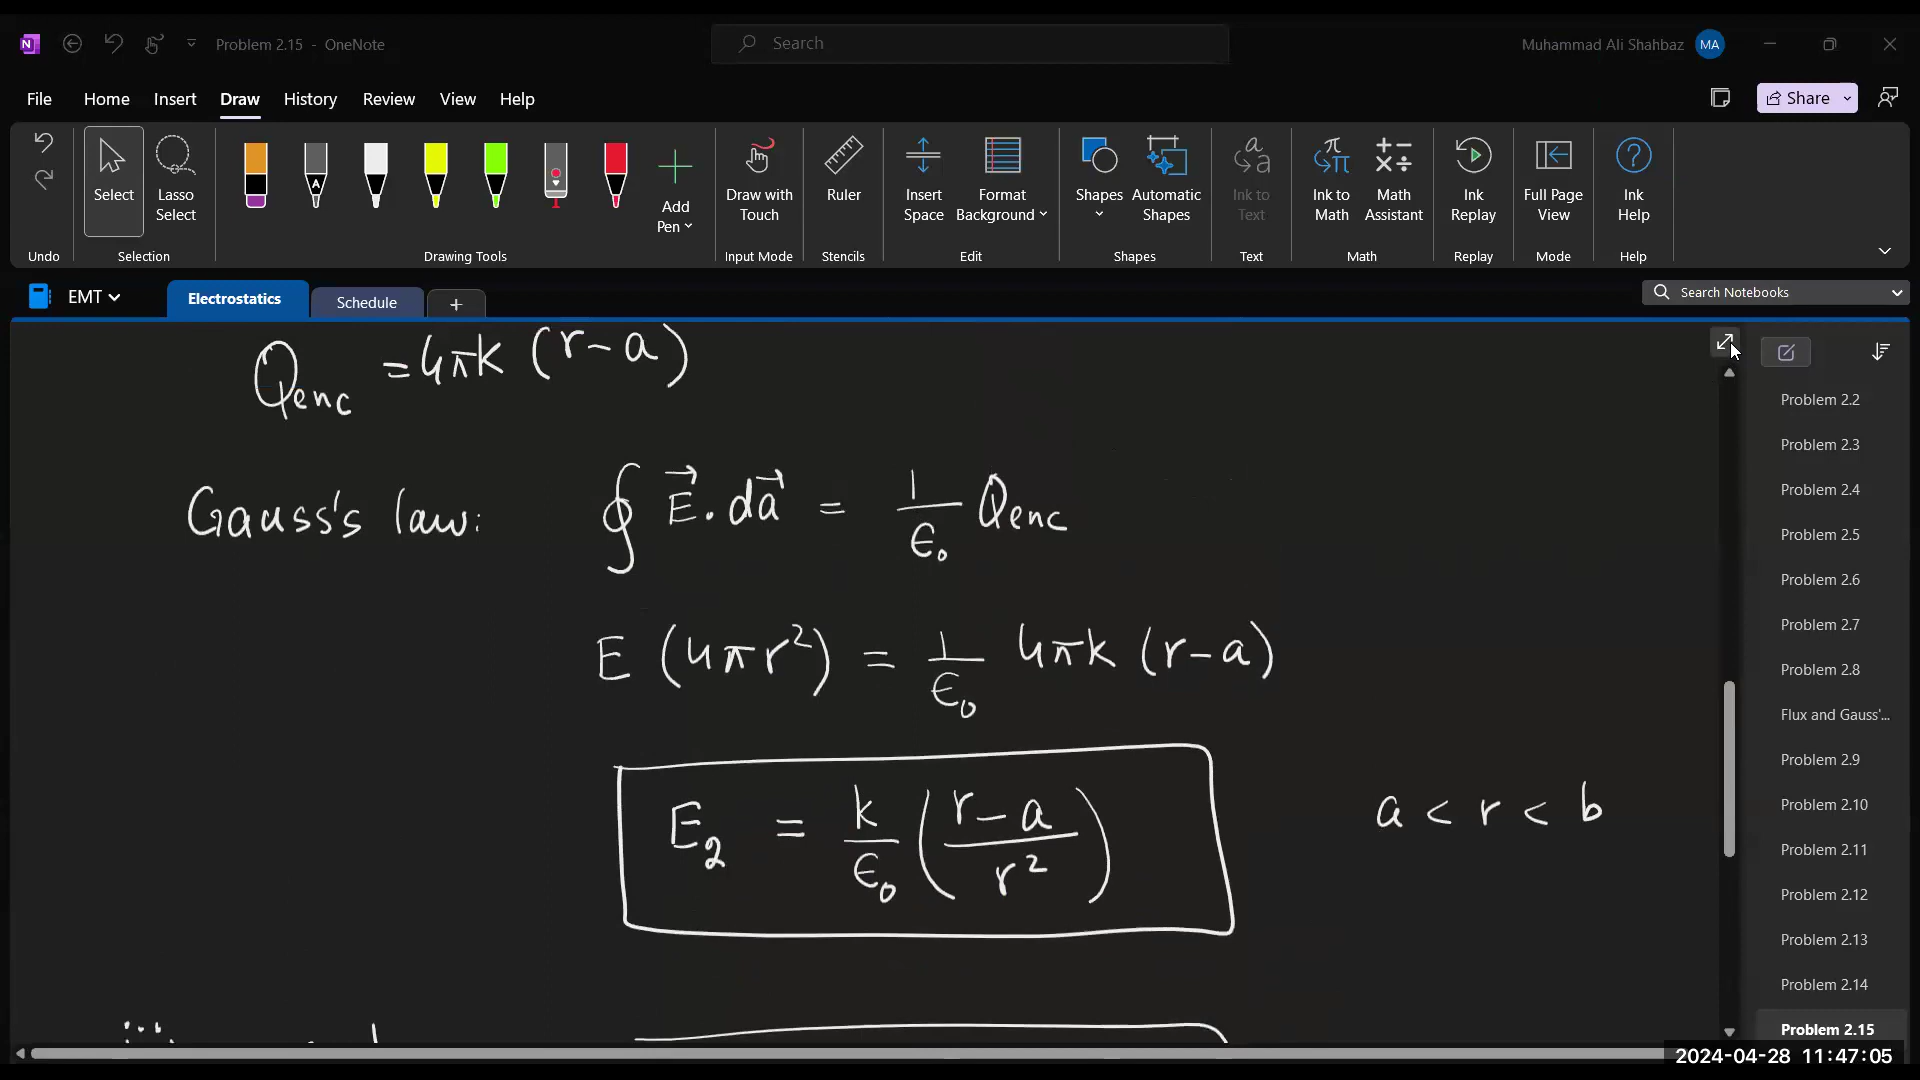 Problem 2.15 - OneNote
Search
Muhammad Ali Shahbaz MA
File Home Insert Draw History Review View Help
Share
Select
Lasso Select
A
Add Pen
Draw with Touch
Ruler
Insert Space
Format Background
Shapes
Automatic Shapes
Ink to Text
Ink to Math
Math Assistant
Ink Replay
Full Page View
Ink Help
Undo Selection Drawing Tools Input Mode Stencils Edit Shapes Text Math Replay Mode Help
EMT Electrostatics Schedule + Search Notebooks
Qenc = 4πk (r-a)
Gauss's law: ∮ E⃗ . da⃗ = 1/ϵ₀ Qenc
E (4πr²) = 1/ϵ₀ 4πk (r-a)
E₂ = k/ϵ₀ ((r-a)/r²) a < r < b
Problem 2.2
Problem 2.3
Problem 2.4
Problem 2.5
Problem 2.6
Problem 2.7
Problem 2.8
Flux and Gauss'...
Problem 2.9
Problem 2.10
Problem 2.11
Problem 2.12
Problem 2.13
Problem 2.14
Problem 2.15
2024-04-28 11:47:05